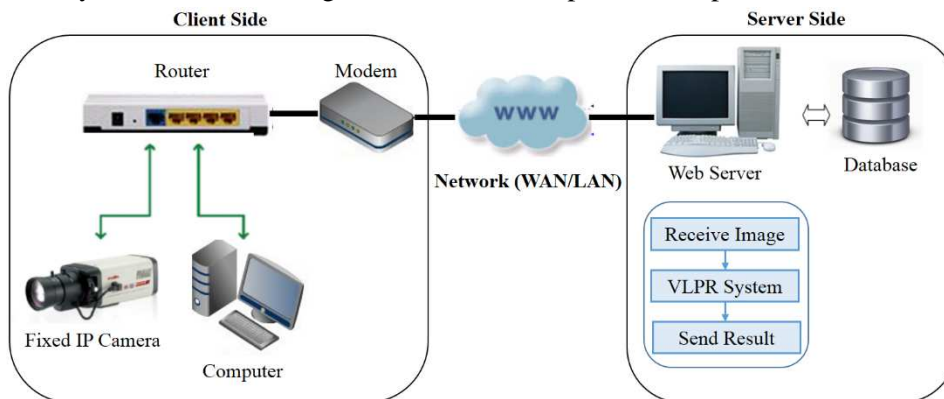 Client Side
Server Side
Router
Modem
www
Network (WAN/LAN)
Web Server
Database
Receive Image
VLPR System
Send Result
Fixed IP Camera
Computer